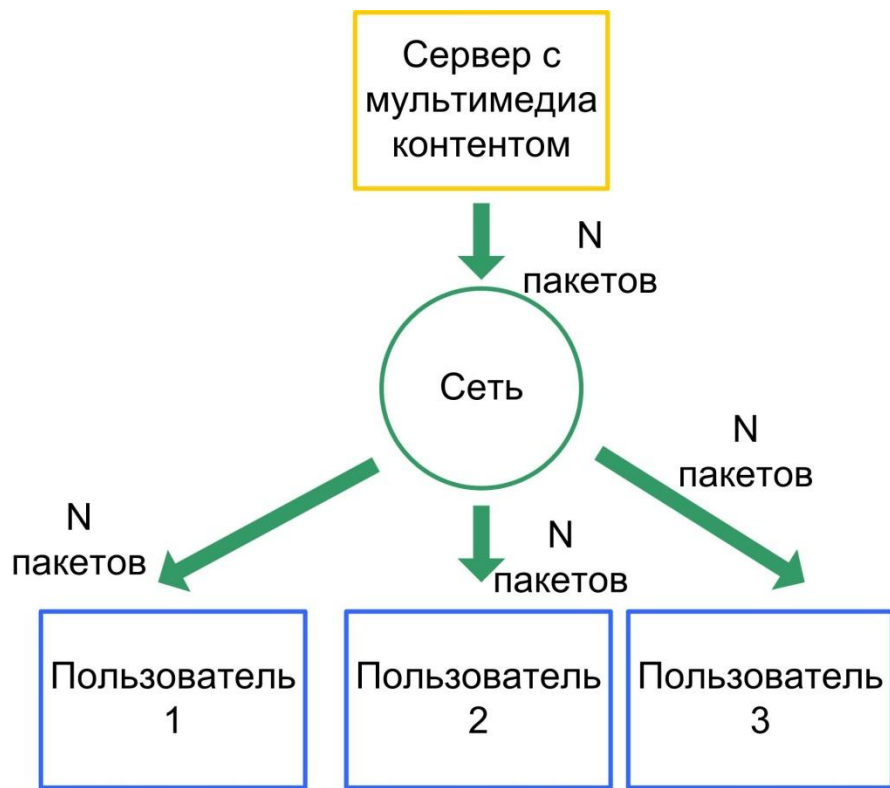 Сервер с
мультимедиа
контентом
N
пакетов
Сеть
N
пакетов
N
пакетов
N
пакетов
Пользователь
1
Пользователь
2
Пользователь
3